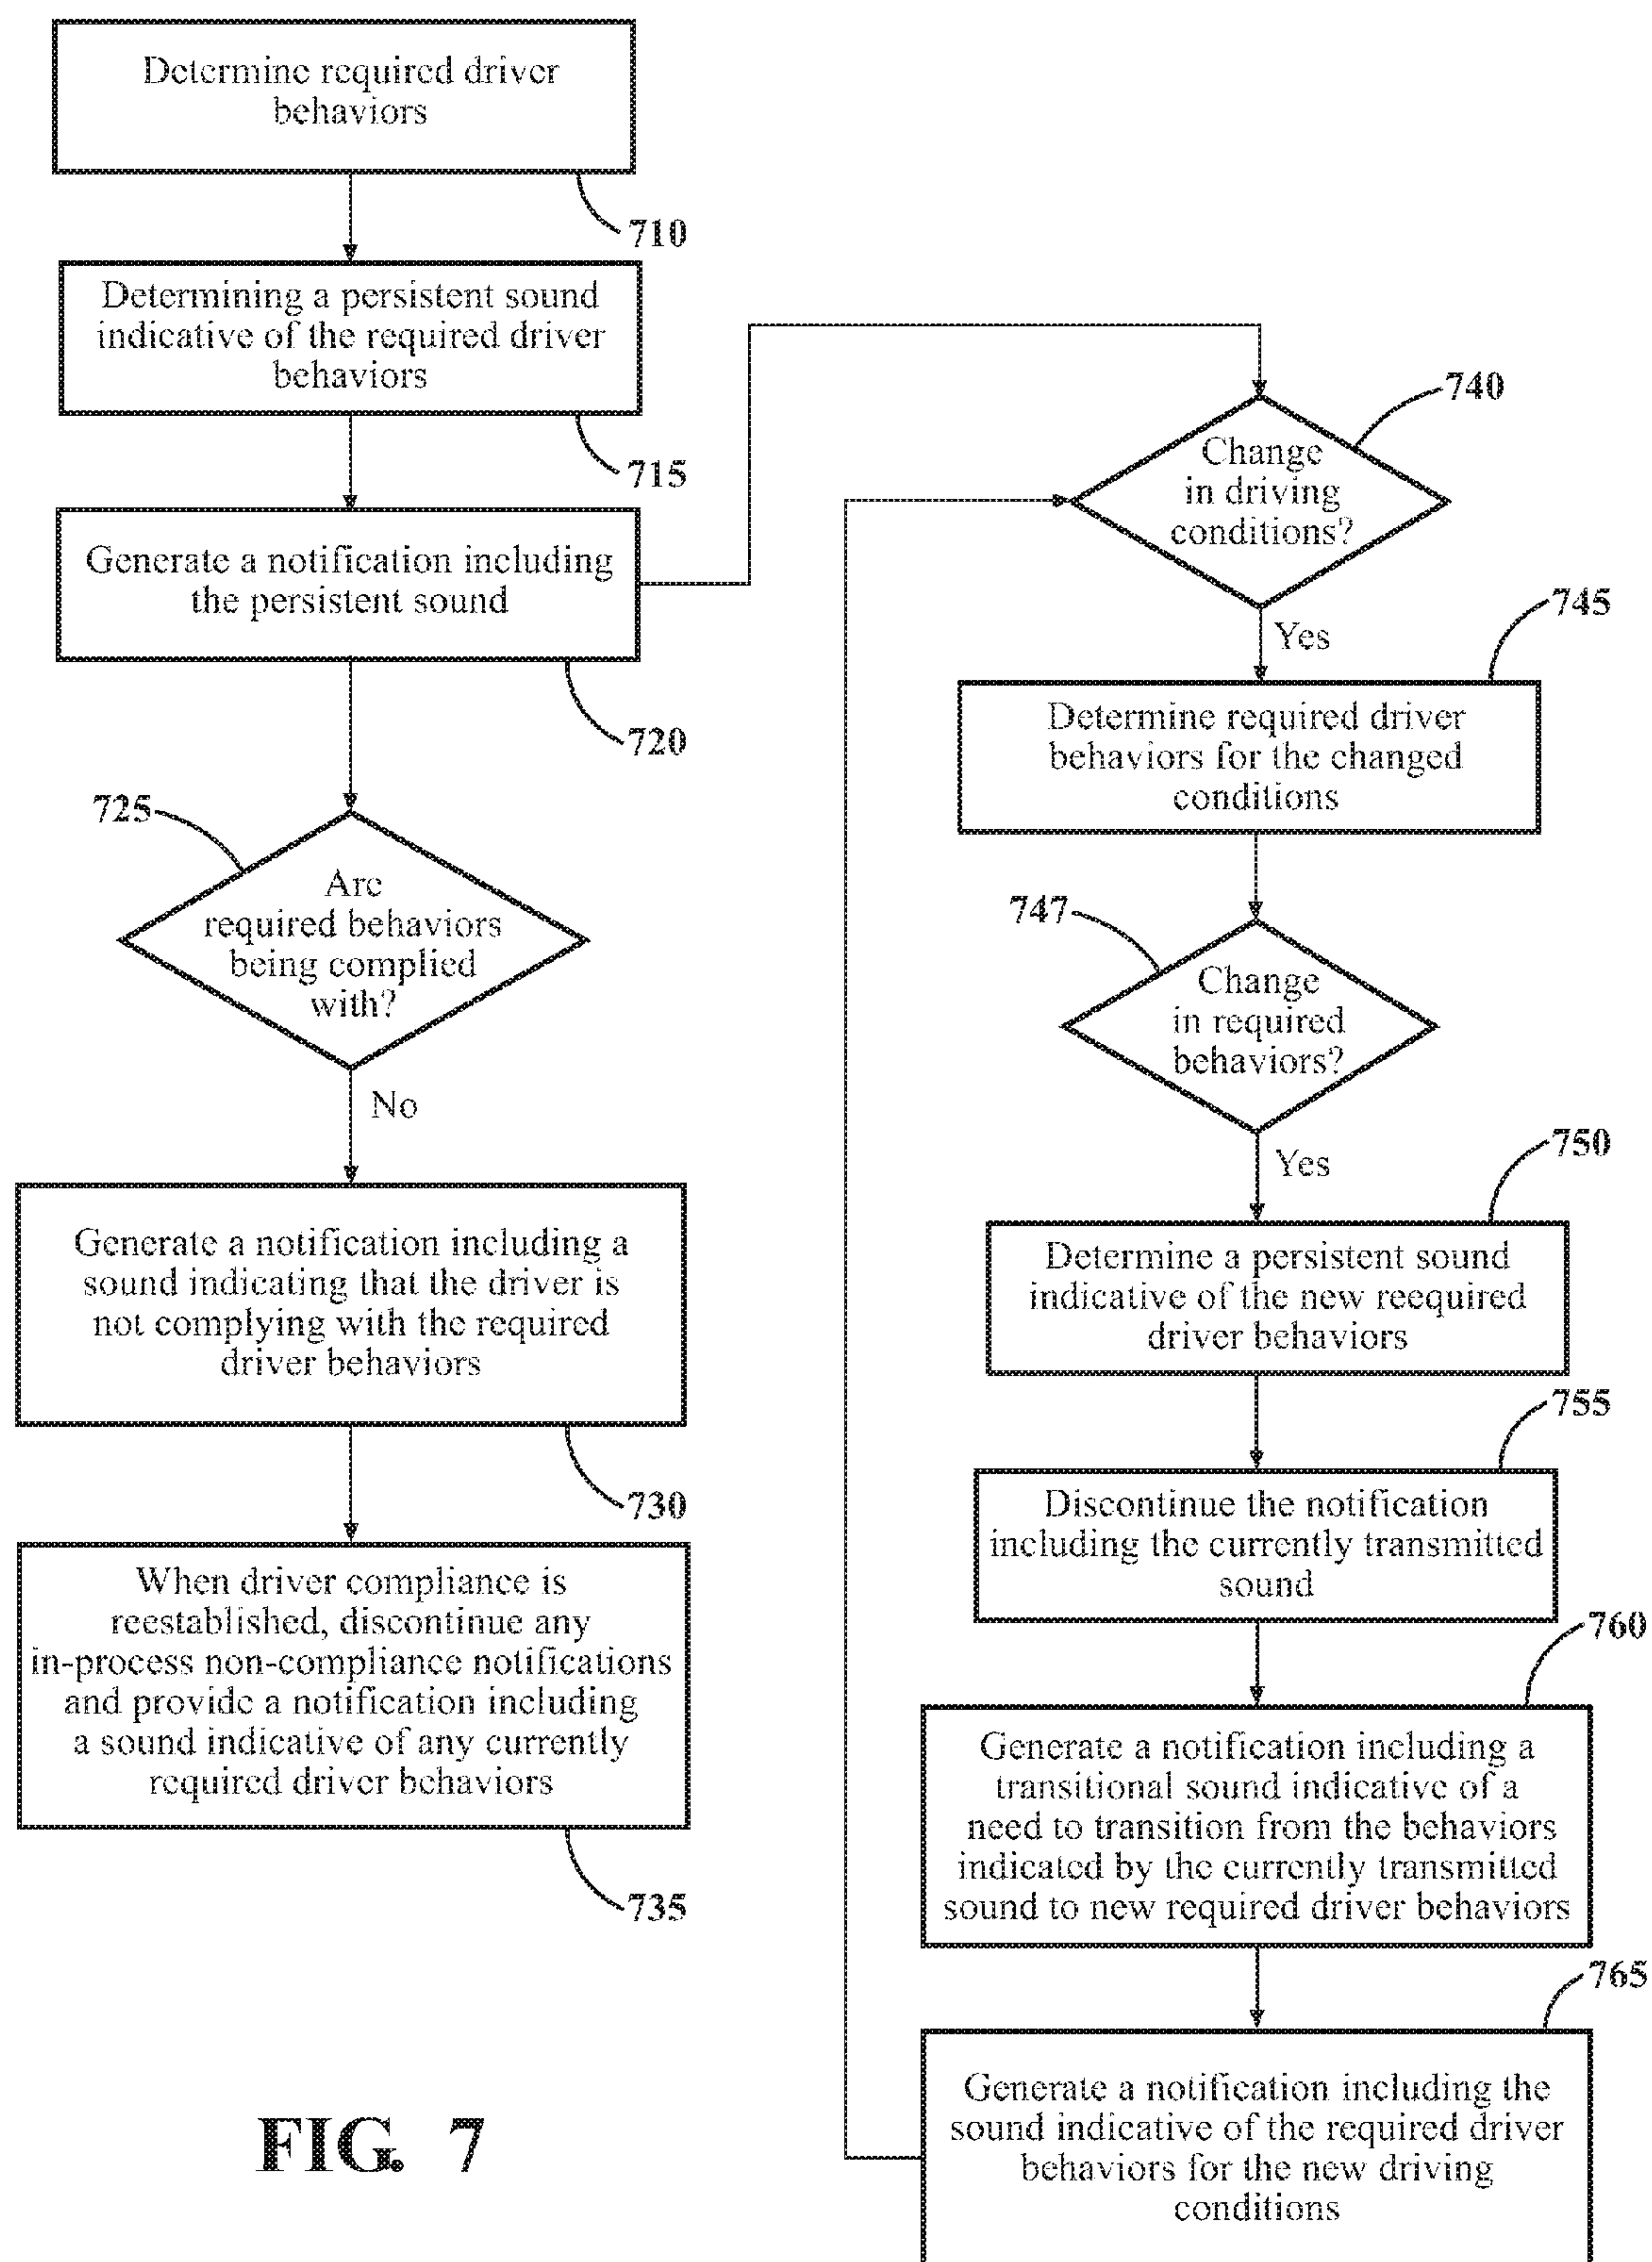 Determine required driver
behaviors
710
Determining a persistent sound
indicative of the required driver
behaviors
715
Generate a notification including
the persistent sound
720
725
Are
required behaviors
being complied
with?
No
Generate a notification including a
sound indicating that the driver is
not complying with the required
driver behaviors
730
When driver compliance is
reestablished, discontinue any
in-process non-compliance notifications
and provide a notification including
a sound indicative of any currently
required driver behaviors
735
740
Change
in driving
conditions?
Yes
745
Determine required driver
behaviors for the changed
conditions
747
Change
in required
behaviors?
Yes
750
Determine a persistent sound
indicative of the new reequired
driver behaviors
755
Discontinue the notification
including the currently transmitted
sound
760
Generate a notification including a
transitional sound indicative of a
need to transition from the behaviors
indicated by the currently transmitted
sound to new required driver behaviors
765
Generate a notification including the
sound indicative of the required driver
behaviors for the new driving
conditions
FIG. 7